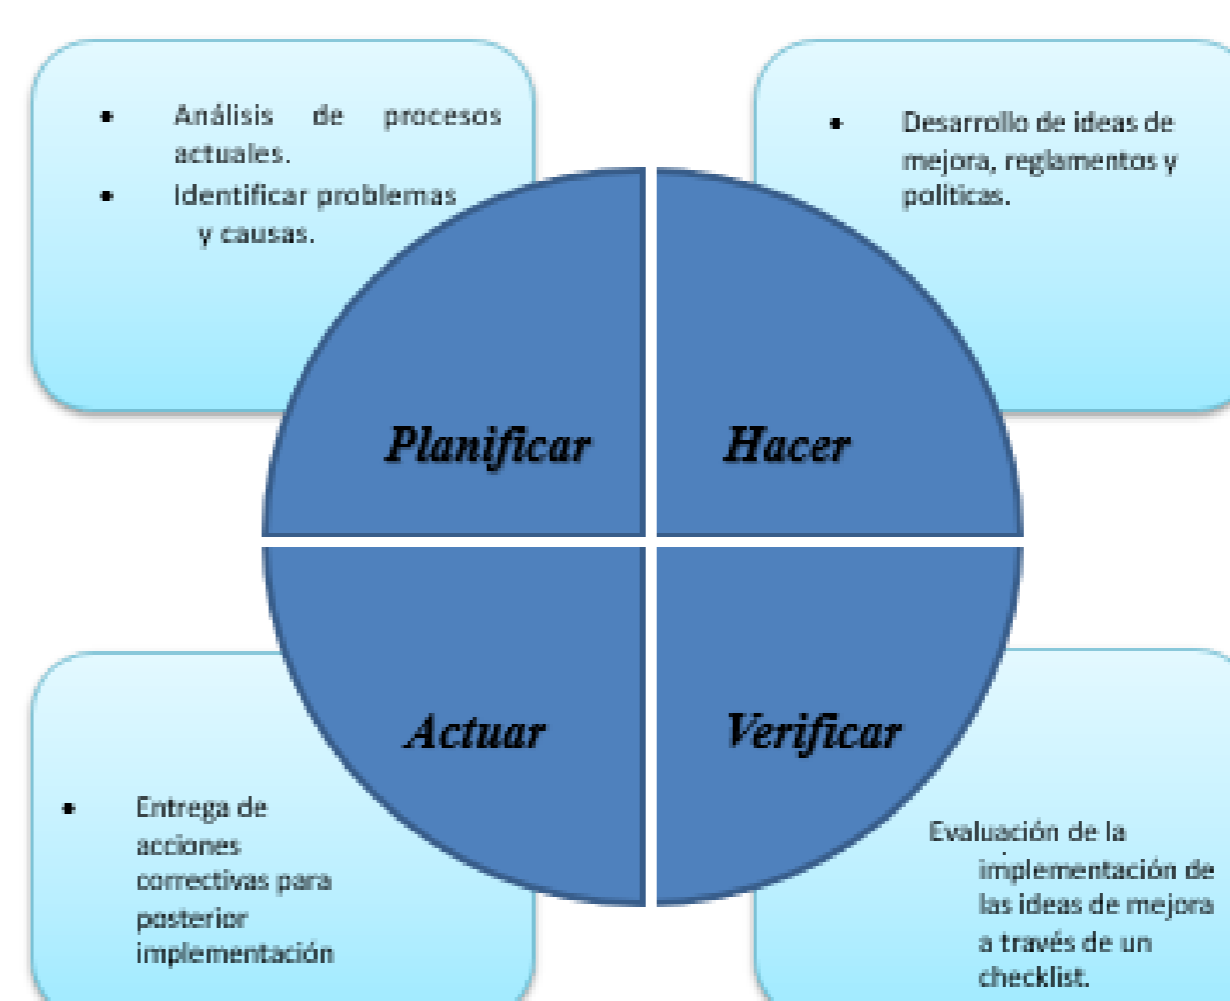 • Análisis de procesos
actuales.
• Identificar problemas
y causas.
• Desarrollo de ideas de
mejora, reglamentos y
políticas.
Planificar
Hacer
Actuar
Verificar
• Entrega de
acciones
correctivas para
posterior
implementación
Evaluación de la
implementación de
las ideas de mejora
a través de un
checklist.